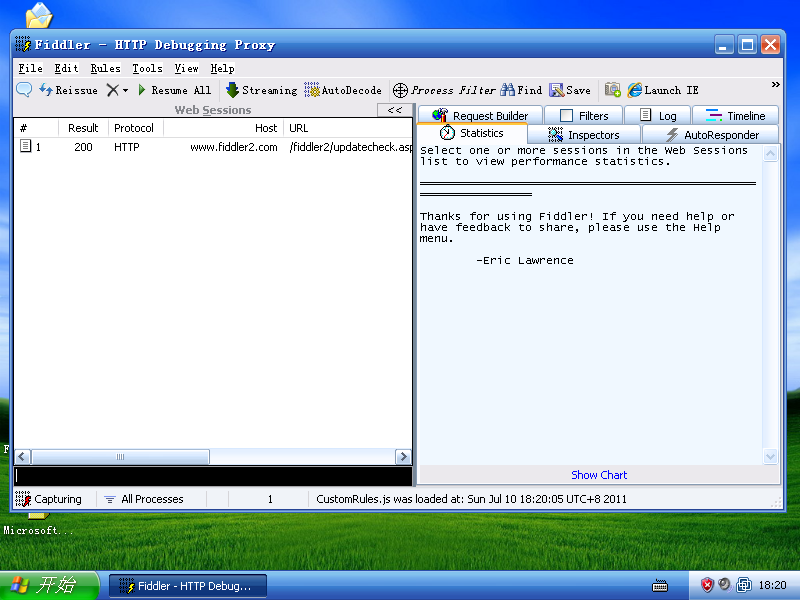 Fiddler - HTTP Debugging Proxy
File Edit Rules Tools View Help
Reissue Resume All Streaming AutoDecode Process Filter Find Save Launch IE »
Web Sessions <<
# Result Protocol Host URL
1 200 HTTP www.fiddler2.com /fiddler2/updatecheck.asp
Request Builder Filters Log Timeline
Statistics Inspectors AutoResponder
Select one or more sessions in the Web Sessions
list to view performance statistics.
Thanks for using Fiddler! If you need help or
have feedback to share, please use the Help
menu.
-Eric Lawrence
Show Chart
Capturing All Processes 1 CustomRules.js was loaded at: Sun Jul 10 18:20:05 UTC+8 2011
F
Microsoft...
开始 Fiddler - HTTP Debug... 18:20